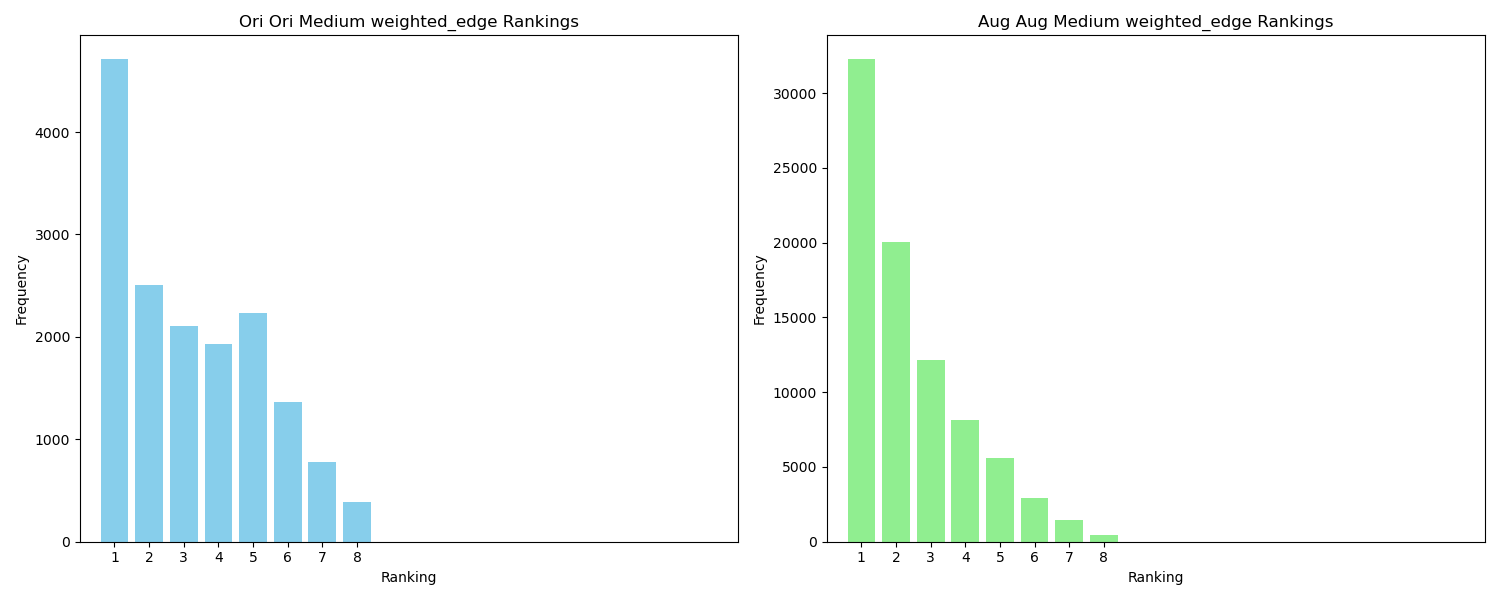 Ori Ori Medium weighted_edge Rankings
Frequency
4000
3000
2000
1000
0
1 2 3 4 5 6 7 8
Ranking
Aug Aug Medium weighted_edge Rankings
Frequency
30000
25000
20000
15000
10000
5000
0
1 2 3 4 5 6 7 8
Ranking